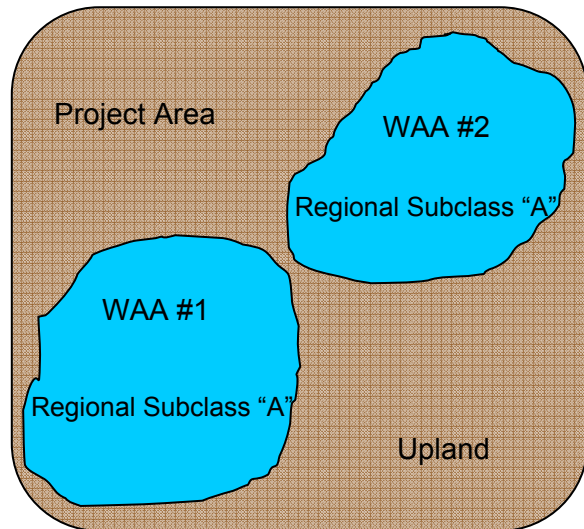 Project Area
WAA #2
Regional Subclass “A”
WAA #1
Regional Subclass “A”
Upland